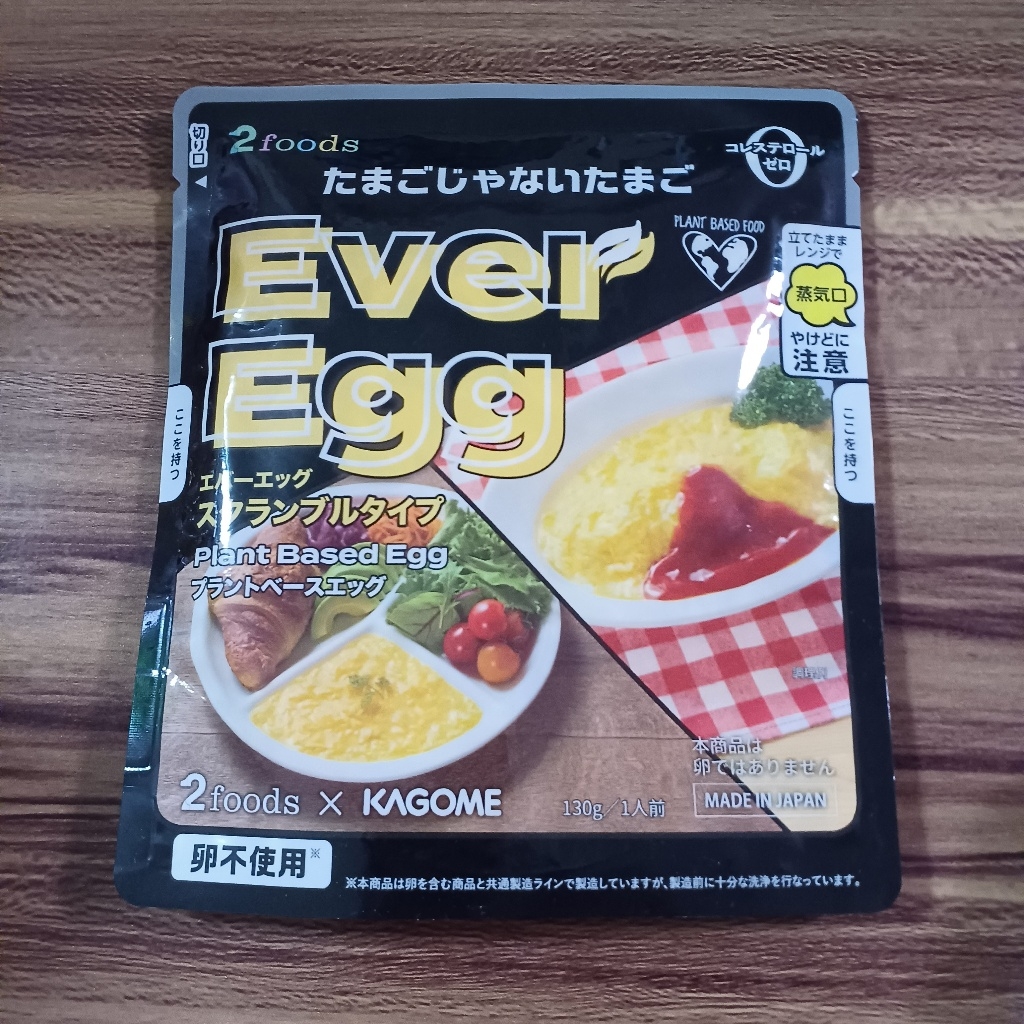 切り口
2foods
コレステロール
ゼロ
たまごじゃないたまご
Ever
Egg
PLANT BASED FOOD
立てたまま
レンジで
蒸気口
やけどに
注意
ここを持つ
ここを持つ
エバーエッグ
スクランブルタイプ
Plant Based Egg
プラントベースエッグ
調理例
本商品は
卵ではありません
2foods × KAGOME
130g/1人前
MADE IN JAPAN
卵不使用※
※本商品は卵を含む商品と共通製造ラインで製造していますが、製造前に十分な洗浄を行なっています。